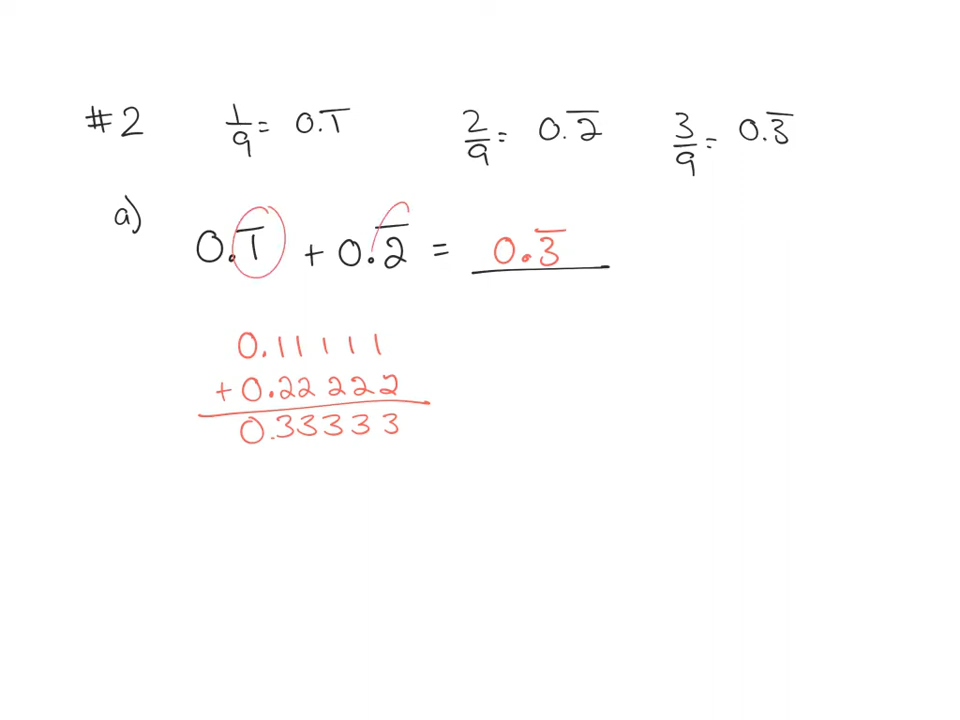 #2 1/9 = 0.1̅ 2/9 = 0.2̅ 3/9 = 0.3̅
a) 0.1̅ + 0.2̅ = 0.3̅
0.11111
+ 0.22222
0.33333